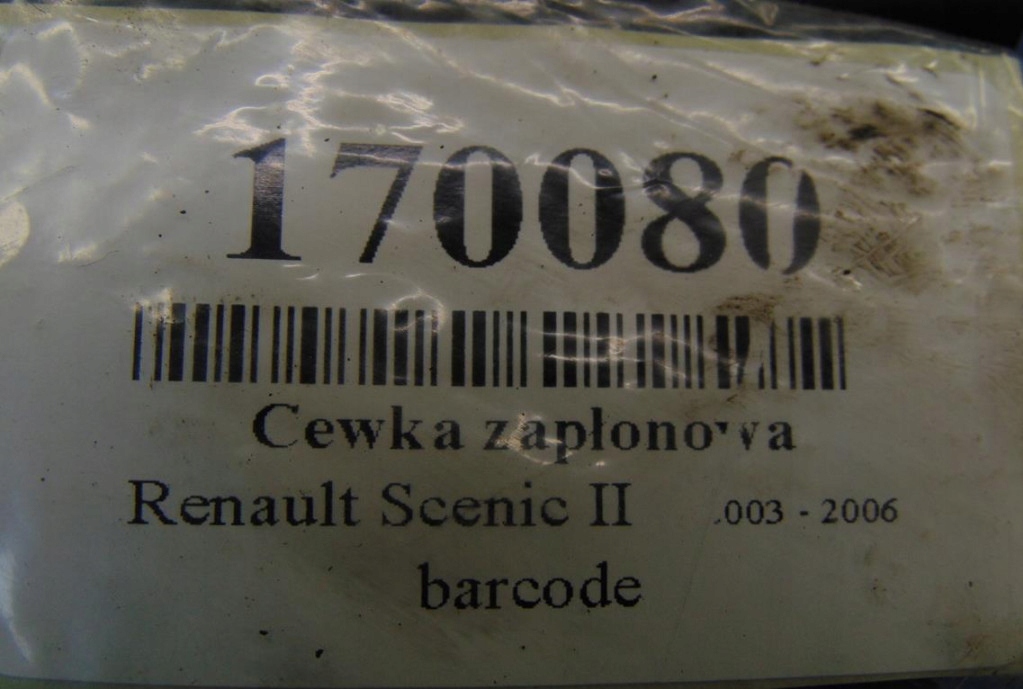 170080
Cewka zapłonowa
Renault Scenic II .003 - 2006
barcode